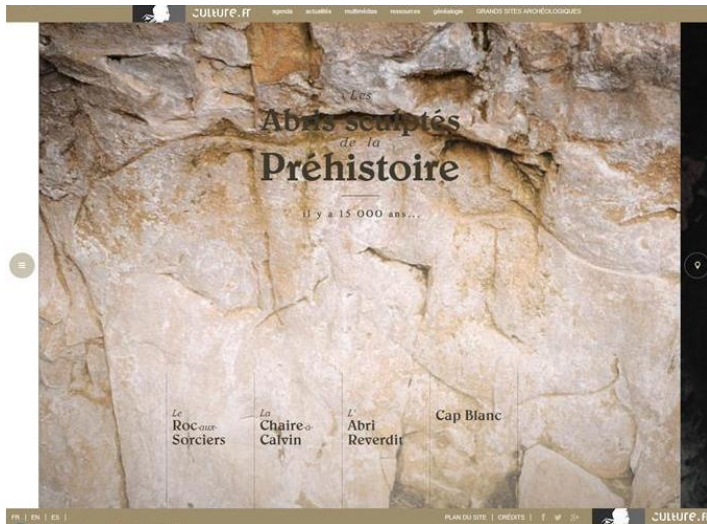 culture.fr agenda actualités multimédias ressources généalogie GRANDS SITES ARCHÉOLOGIQUES
Les
Abris sculptés
de la
Préhistoire
il y a 15 000 ans...
Le
Roc-aux-
Sorciers
La
Chaire-a-
Calvin
L'
Abri
Reverdit
Cap Blanc
FR | EN | ES | PLAN DU SITE | CRÉDITS | culture.fr